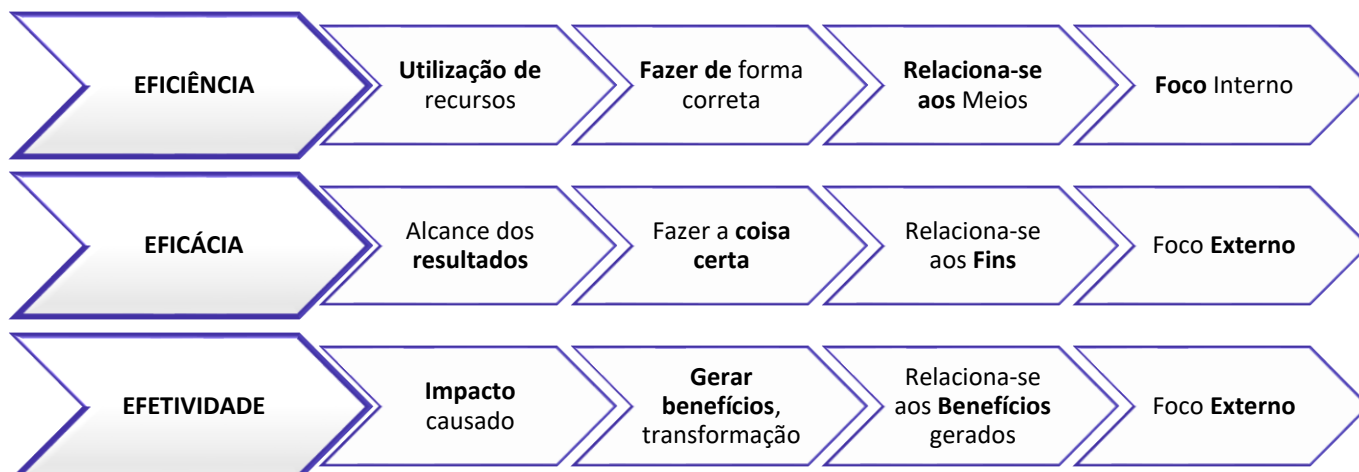 EFICIÊNCIA
Utilização de
recursos
Fazer de forma
correta
Relaciona-se
aos Meios
Foco Interno
EFICÁCIA
Alcance dos
resultados
Fazer a coisa
certa
Relaciona-se
aos Fins
Foco Externo
EFETIVIDADE
Impacto
causado
Gerar
benefícios,
transformação
Relaciona-se
aos Benefícios
gerados
Foco Externo